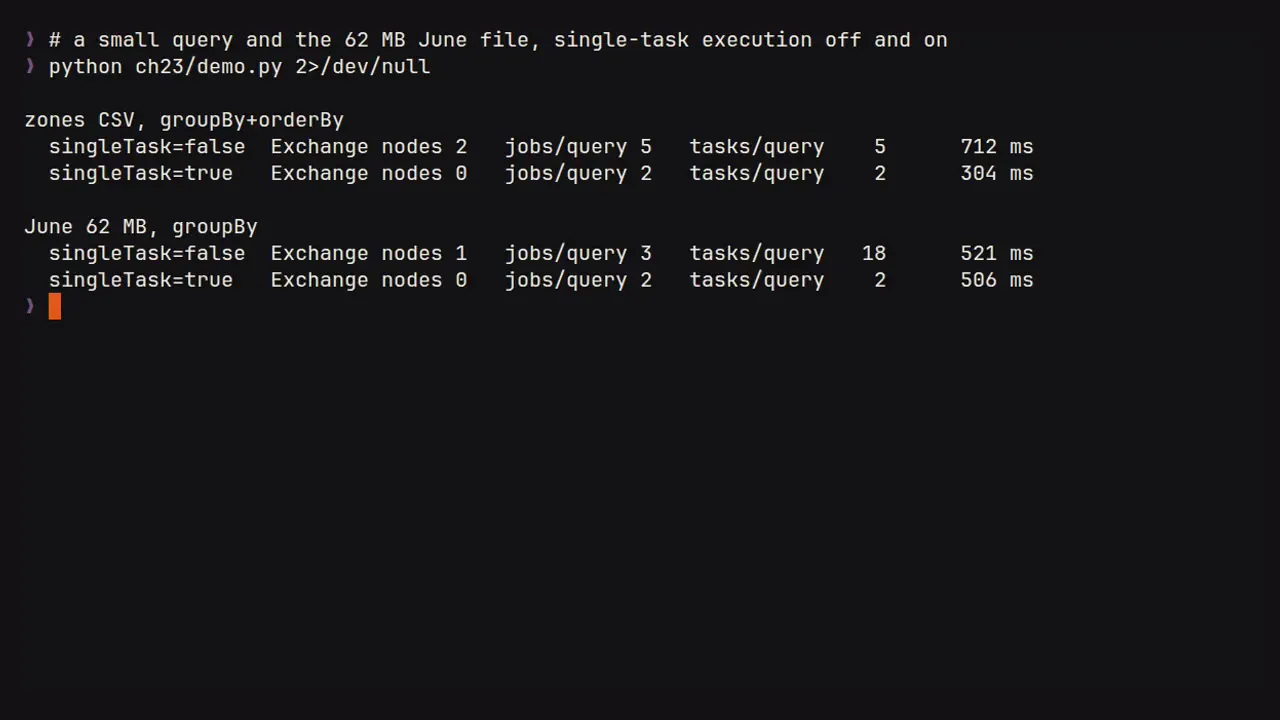 ❯ # a small query and the 62 MB June file, single-task execution off and on
❯ python ch23/demo.py 2>/dev/null
zones CSV, groupBy+orderBy
singleTask=false Exchange nodes 2 jobs/query 5 tasks/query 5 712 ms
singleTask=true Exchange nodes 0 jobs/query 2 tasks/query 2 304 ms
June 62 MB, groupBy
singleTask=false Exchange nodes 1 jobs/query 3 tasks/query 18 521 ms
singleTask=true Exchange nodes 0 jobs/query 2 tasks/query 2 506 ms
❯